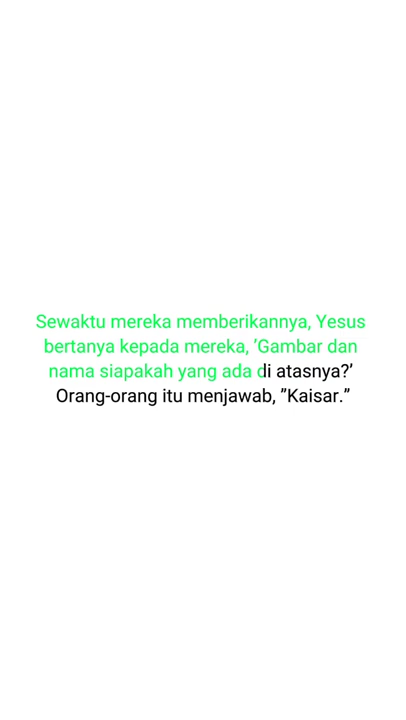 Sewaktu mereka memberikannya, Yesus
bertanya kepada mereka, ’Gambar dan
nama siapakah yang ada di atasnya?’
Orang-orang itu menjawab, ”Kaisar.”